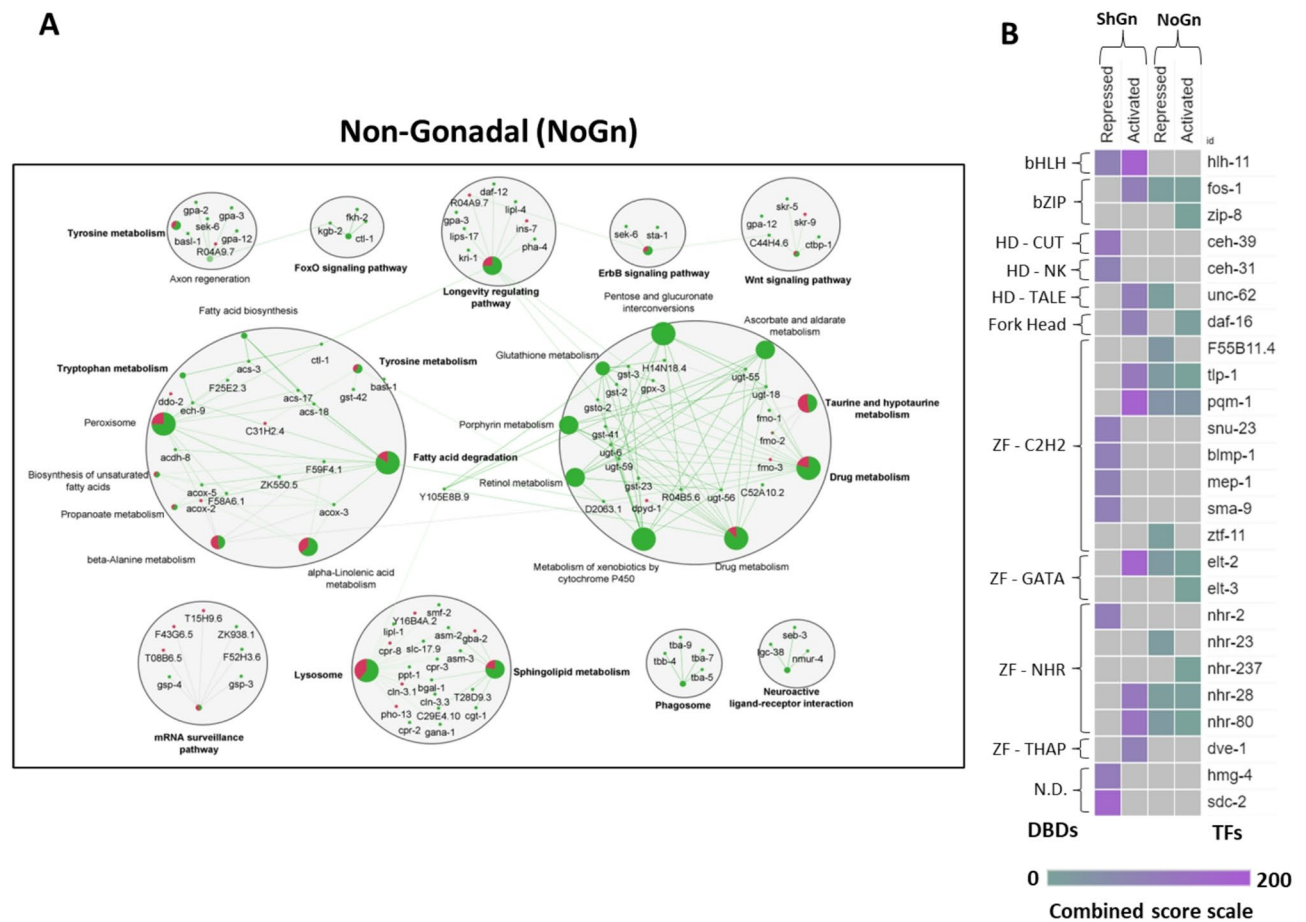 A
Non-Gonadal (NoGn)
gpa-2
gpa-3
sek-6
basl-1
gpa-12
R04A9.7
Tyrosine metabolism
Axon regeneration
fkh-2
kgb-2
ctl-1
FoxO signaling pathway
daf-12
R04A9.7
lipl-4
gpa-3
ins-7
lips-17
pha-4
kri-1
Longevity regulating
pathway
sek-6
sta-1
ErbB signaling pathway
skr-5
gpa-12
skr-9
C44H4.6
ctbp-1
Wnt signaling pathway
Fatty acid biosynthesis
ctl-1
Tyrosine metabolism
Tryptophan metabolism
acs-3
F25E2.3
basl-1
gst-42
ddo-2
ech-9
acs-17
acs-18
Peroxisome
C31H2.4
acdh-8
F59F4.1
Fatty acid degradation
Biosynthesis of unsaturated
fatty acids
ZK550.5
acox-5
F58A6.1
acox-2
acox-3
Propanoate metabolism
beta-Alanine metabolism
alpha-Linolenic acid
metabolism
Y105E8B.9
Pentose and glucuronate
interconversions
Ascorbate and aldarate
metabolism
Glutathione metabolism
H14N18.4
gst-3
gpx-3
gst-2
gsto-2
ugt-55
ugt-18
Taurine and hypotaurine
metabolism
fmo-1
Porphyrin metabolism
gst-41
fmo-2
ugt-6
ugt-59
fmo-3
Drug metabolism
Retinol metabolism
gst-23
R04B5.6
ugt-56
C52A10.2
D2063.1
dpyd-1
Metabolism of xenobiotics by
cytochrome P450
Drug metabolism
T15H9.6
F43G6.5
ZK938.1
T08B6.5
F52H3.6
gsp-4
gsp-3
mRNA surveillance
pathway
smf-2
Y16B4A.2
lipl-1
asm-2
gba-2
cpr-8
slc-17.9
asm-3
cpr-3
Lysosome
Sphingolipid metabolism
ppt-1
cln-3.1
bgal-1
cln-3.3
T28D9.3
pho-13
C29E4.10
cgt-1
cpr-2
gana-1
tba-9
tbb-4
tba-7
tba-5
Phagosome
seb-3
lgc-38
nmur-4
Neuroactive
ligand-receptor interaction
B
ShGn
NoGn
Repressed
Activated
Repressed
Activated
id
bHLH
hlh-11
bZIP
fos-1
zip-8
HD - CUT
ceh-39
HD - NK
ceh-31
HD - TALE
unc-62
Fork Head
daf-16
F55B11.4
tlp-1
pqm-1
ZF - C2H2
snu-23
blmp-1
mep-1
sma-9
ztf-11
ZF - GATA
elt-2
elt-3
nhr-2
nhr-23
ZF - NHR
nhr-237
nhr-28
nhr-80
ZF - THAP
dve-1
N.D.
hmg-4
sdc-2
DBDs
TFs
0
200
Combined score scale